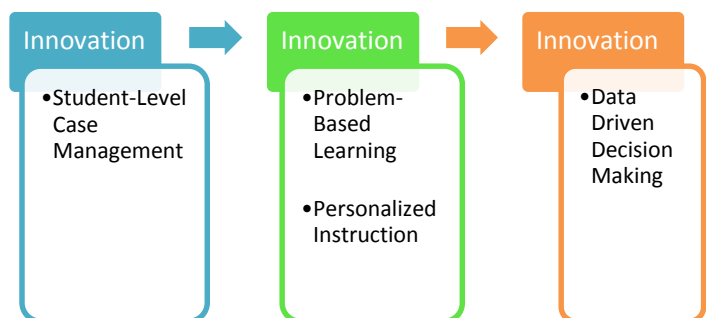 Innovation
•Student-Level
Case
Management
Innovation
•Problem-
Based
Learning
•Personalized
Instruction
Innovation
•Data
Driven
Decision
Making